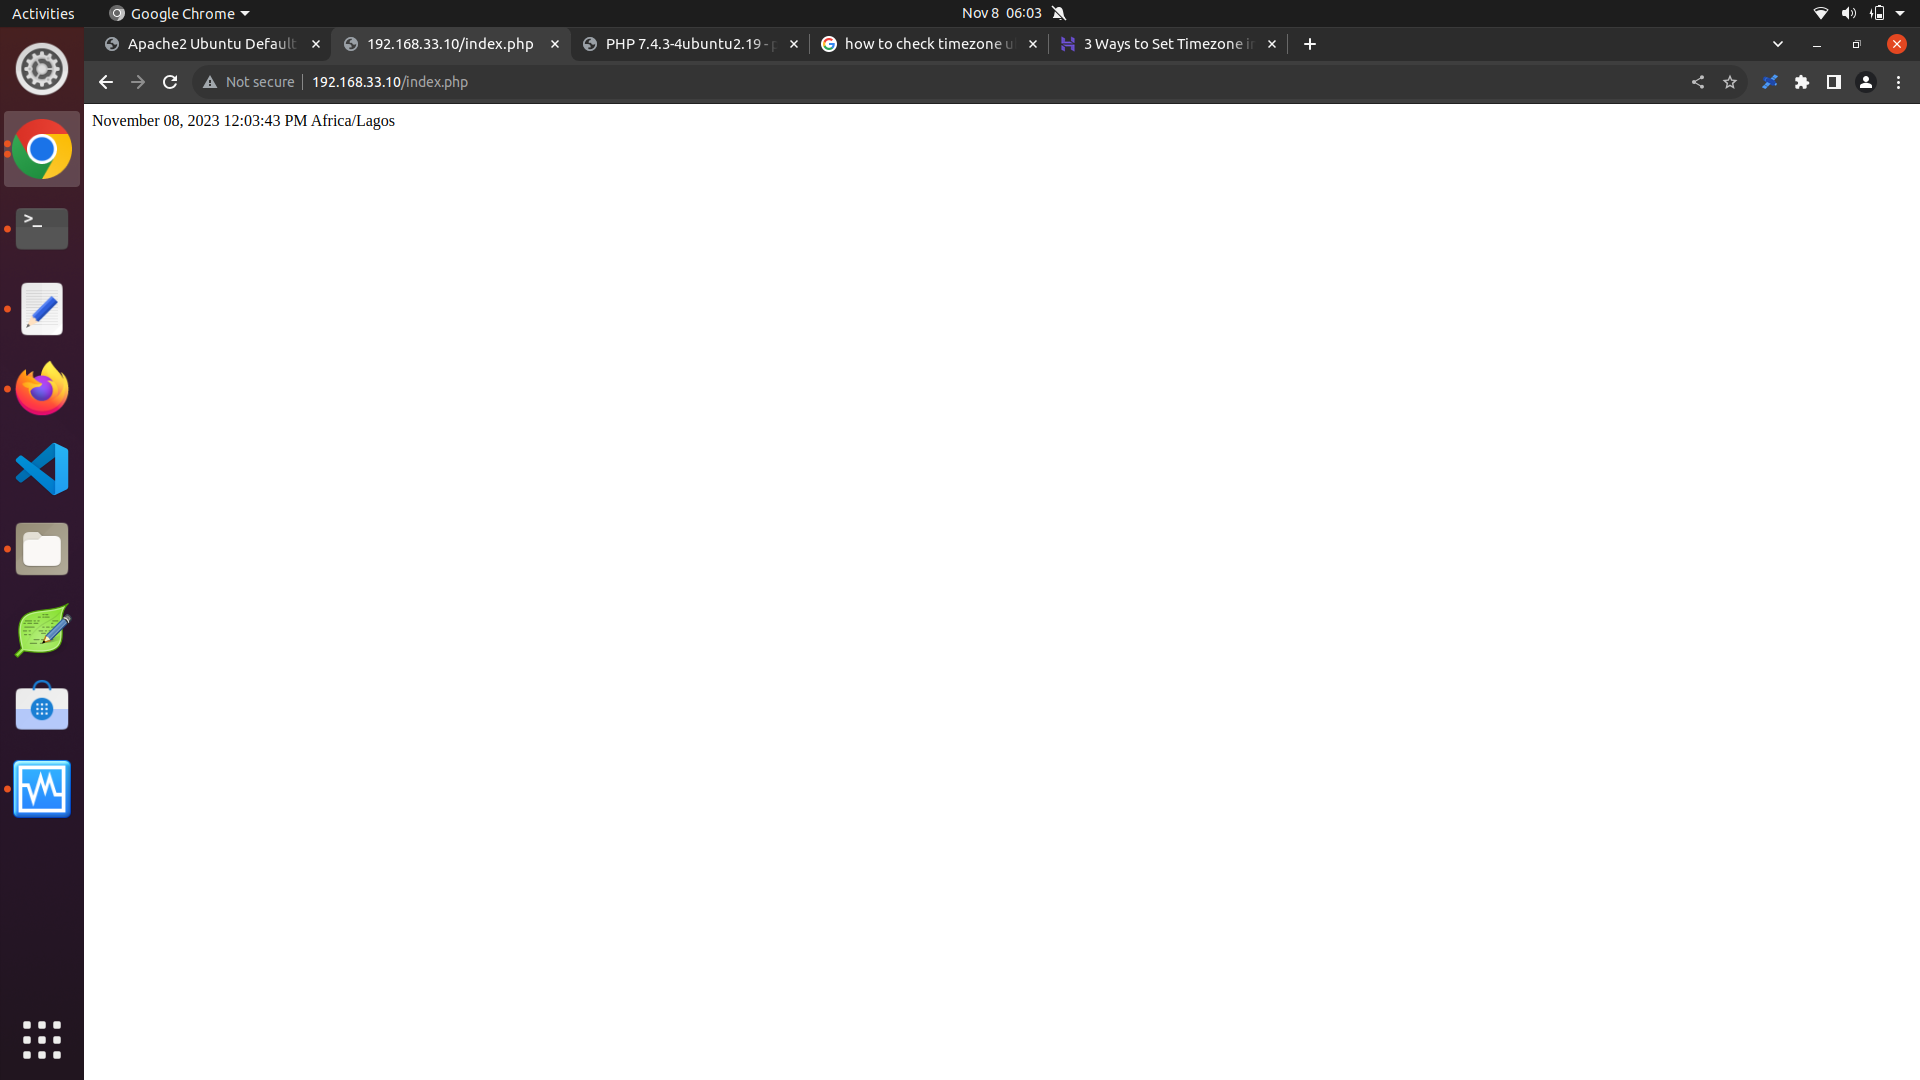 Activities
Google Chrome
Nov 8 06:03
Apache2 Ubuntu Default
192.168.33.10/index.php
PHP 7.4.3-4ubuntu2.19 - p
how to check timezone u
3 Ways to Set Timezone in
Not secure
192.168.33.10/index.php
November 08, 2023 12:03:43 PM Africa/Lagos
>_